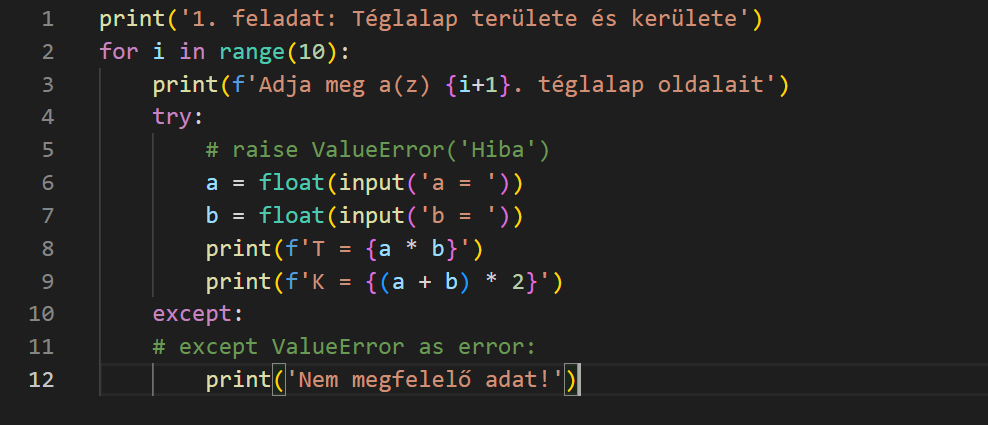 1 print('1. feladat: Téglalap területe és kerülete')
2 for i in range(10):
3     print(f'Adja meg a(z) {i+1}. téglalap oldalait')
4     try:
5         # raise ValueError('Hiba')
6         a = float(input('a = '))
7         b = float(input('b = '))
8         print(f'T = {a * b}')
9         print(f'K = {(a + b) * 2}')
10     except:
11     # except ValueError as error:
12         print('Nem megfelelő adat!')